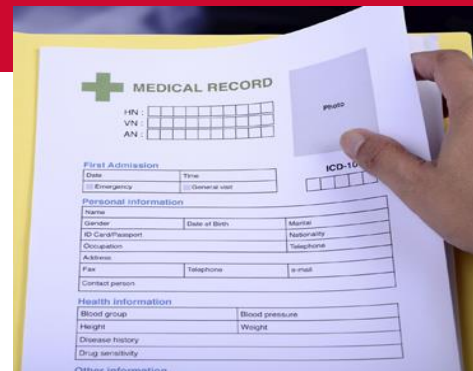 MEDICAL RECORD
HN :
VN :
AN :
Photo
ICD-10
First Admission
Date Time
Emergency General visit
Personal information
Name
Gender Date of Birth Marital
ID Card/Passport Nationality
Occupation Telephone
Address
Fax Telephone e-mail
Contact person
Health information
Blood group Blood pressure
Height Weight
Disease history
Drug sensitivity
Other information